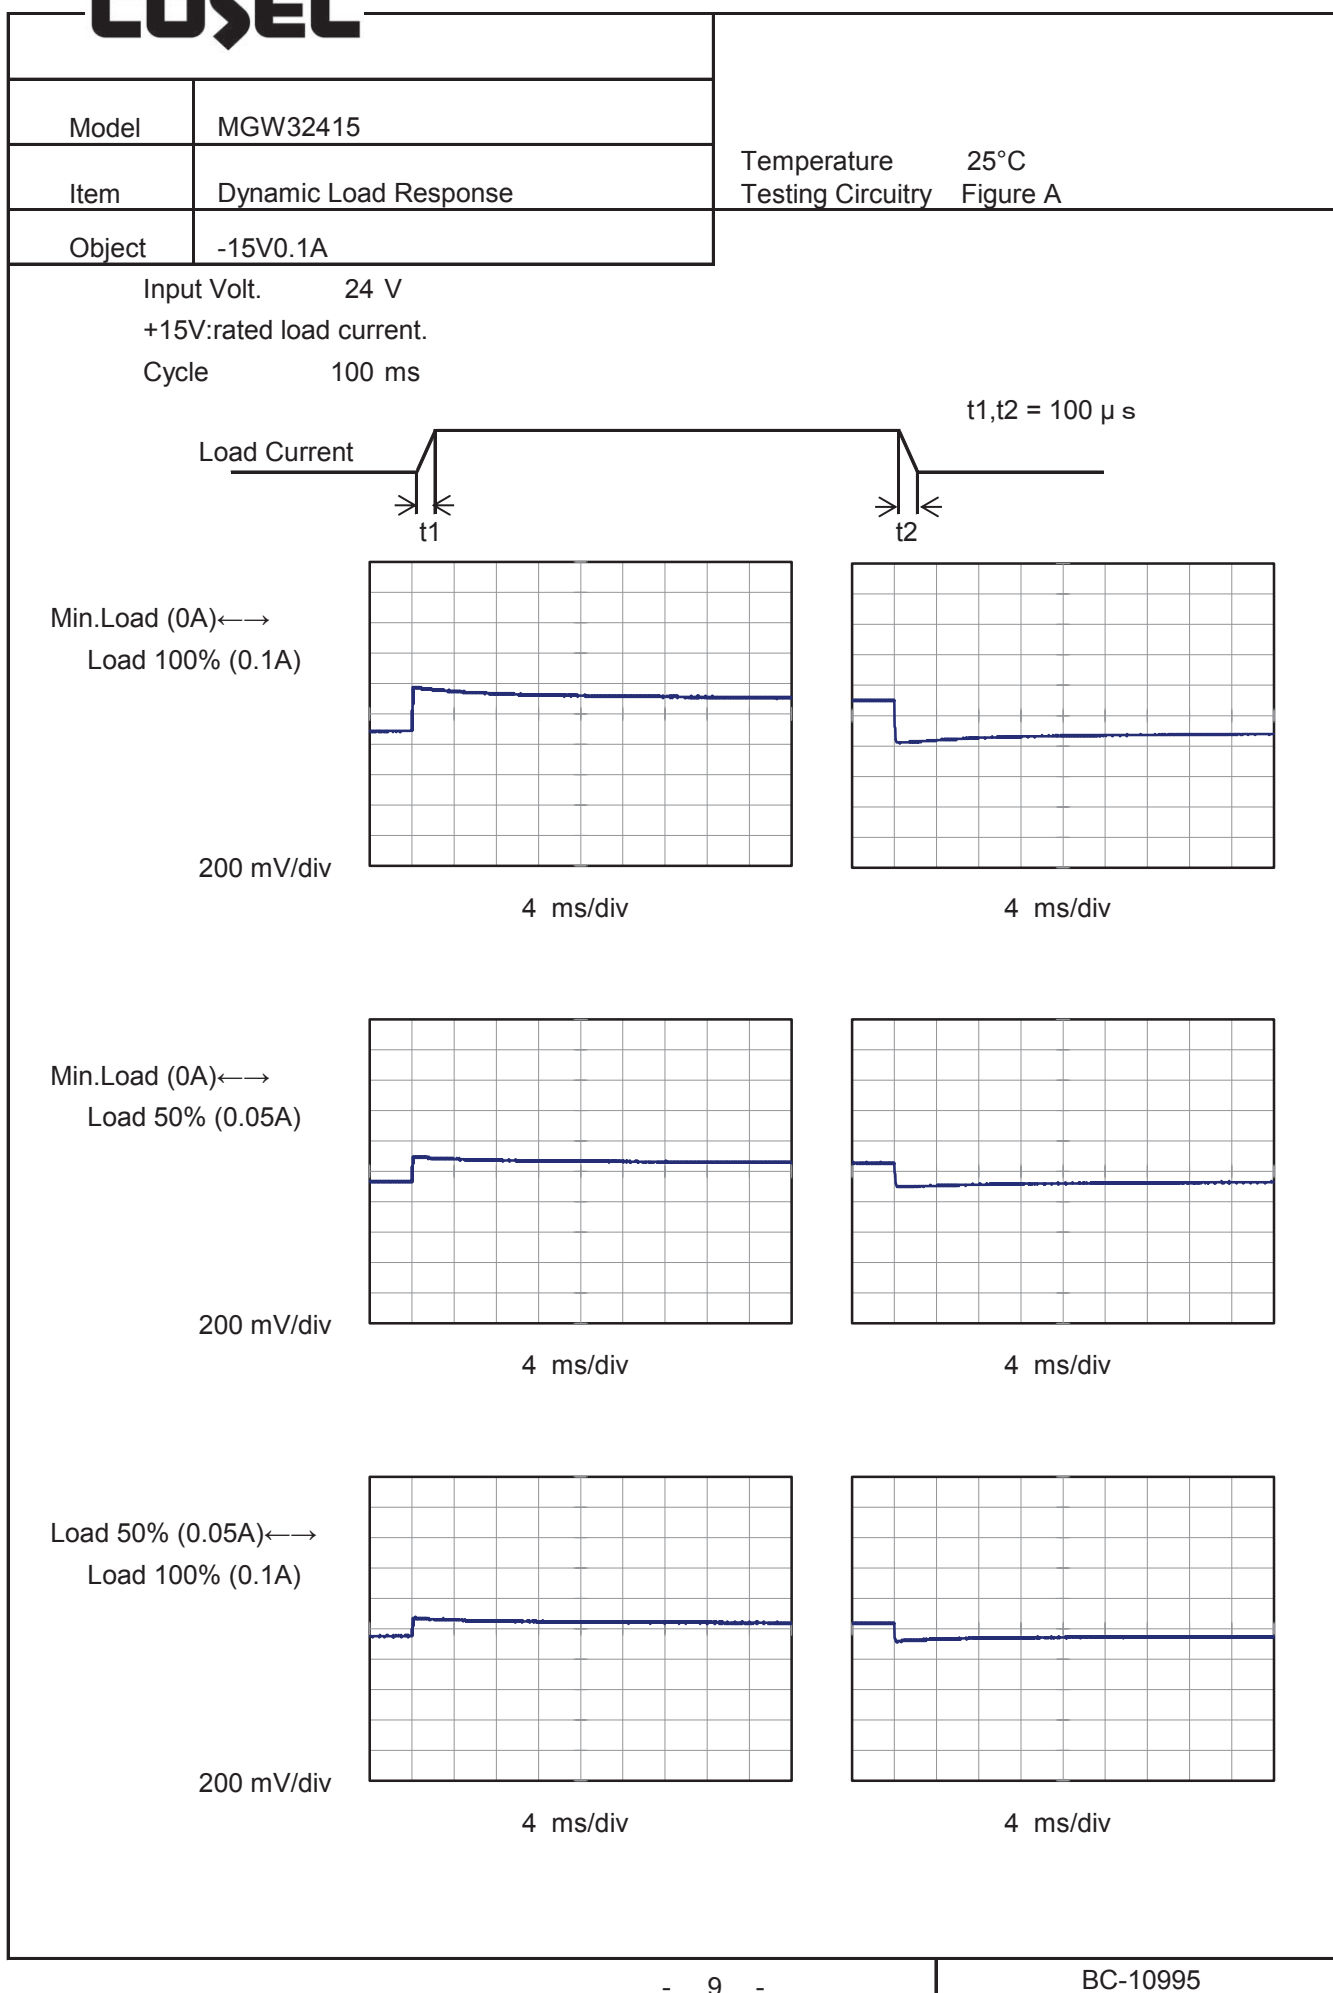 COSEL
Model MGW32415
Item Dynamic Load Response
Object -15V0.1A
Temperature 25°C
Testing Circuitry Figure A
Input Volt. 24 V
+15V:rated load current.
Cycle 100 ms
t1,t2 = 100 μ s
Load Current
t1 t2
Min.Load (0A)←→
Load 100% (0.1A)
200 mV/div
4 ms/div 4 ms/div
Min.Load (0A)←→
Load 50% (0.05A)
200 mV/div
4 ms/div 4 ms/div
Load 50% (0.05A)←→
Load 100% (0.1A)
200 mV/div
4 ms/div 4 ms/div
- 9 -
BC-10995